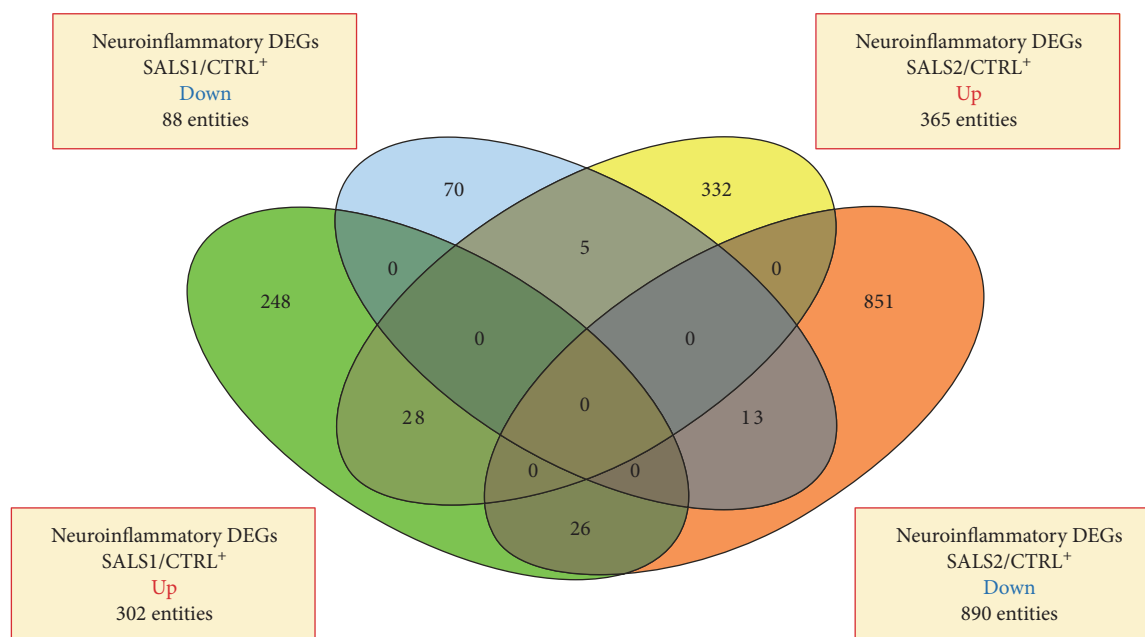 Neuroinflammatory DEGs
SALS1/CTRL⁺
Down
88 entities
Neuroinflammatory DEGs
SALS2/CTRL⁺
Up
365 entities
70
332
5
0
0
248
851
0
0
28
0
13
0
0
26
Neuroinflammatory DEGs
SALS1/CTRL⁺
Up
302 entities
Neuroinflammatory DEGs
SALS2/CTRL⁺
Down
890 entities